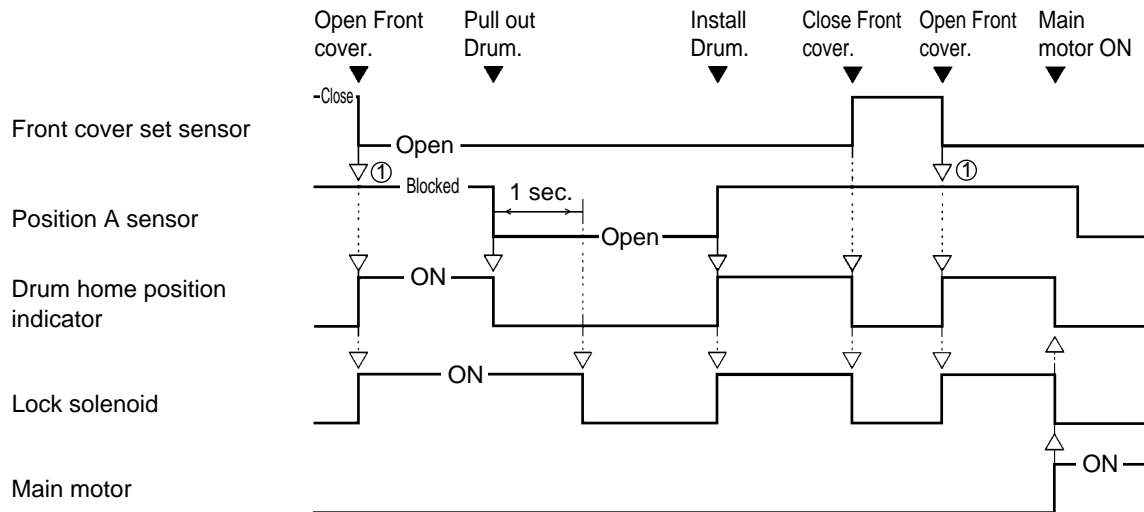 Open Front
cover.
Pull out
Drum.
Install
Drum.
Close Front
cover.
Open Front
cover.
Main
motor ON
Close
Front cover set sensor
Open
①
①
Blocked
1 sec.
Position A sensor
Open
Drum home position
indicator
ON
ON
Lock solenoid
ON
Main motor